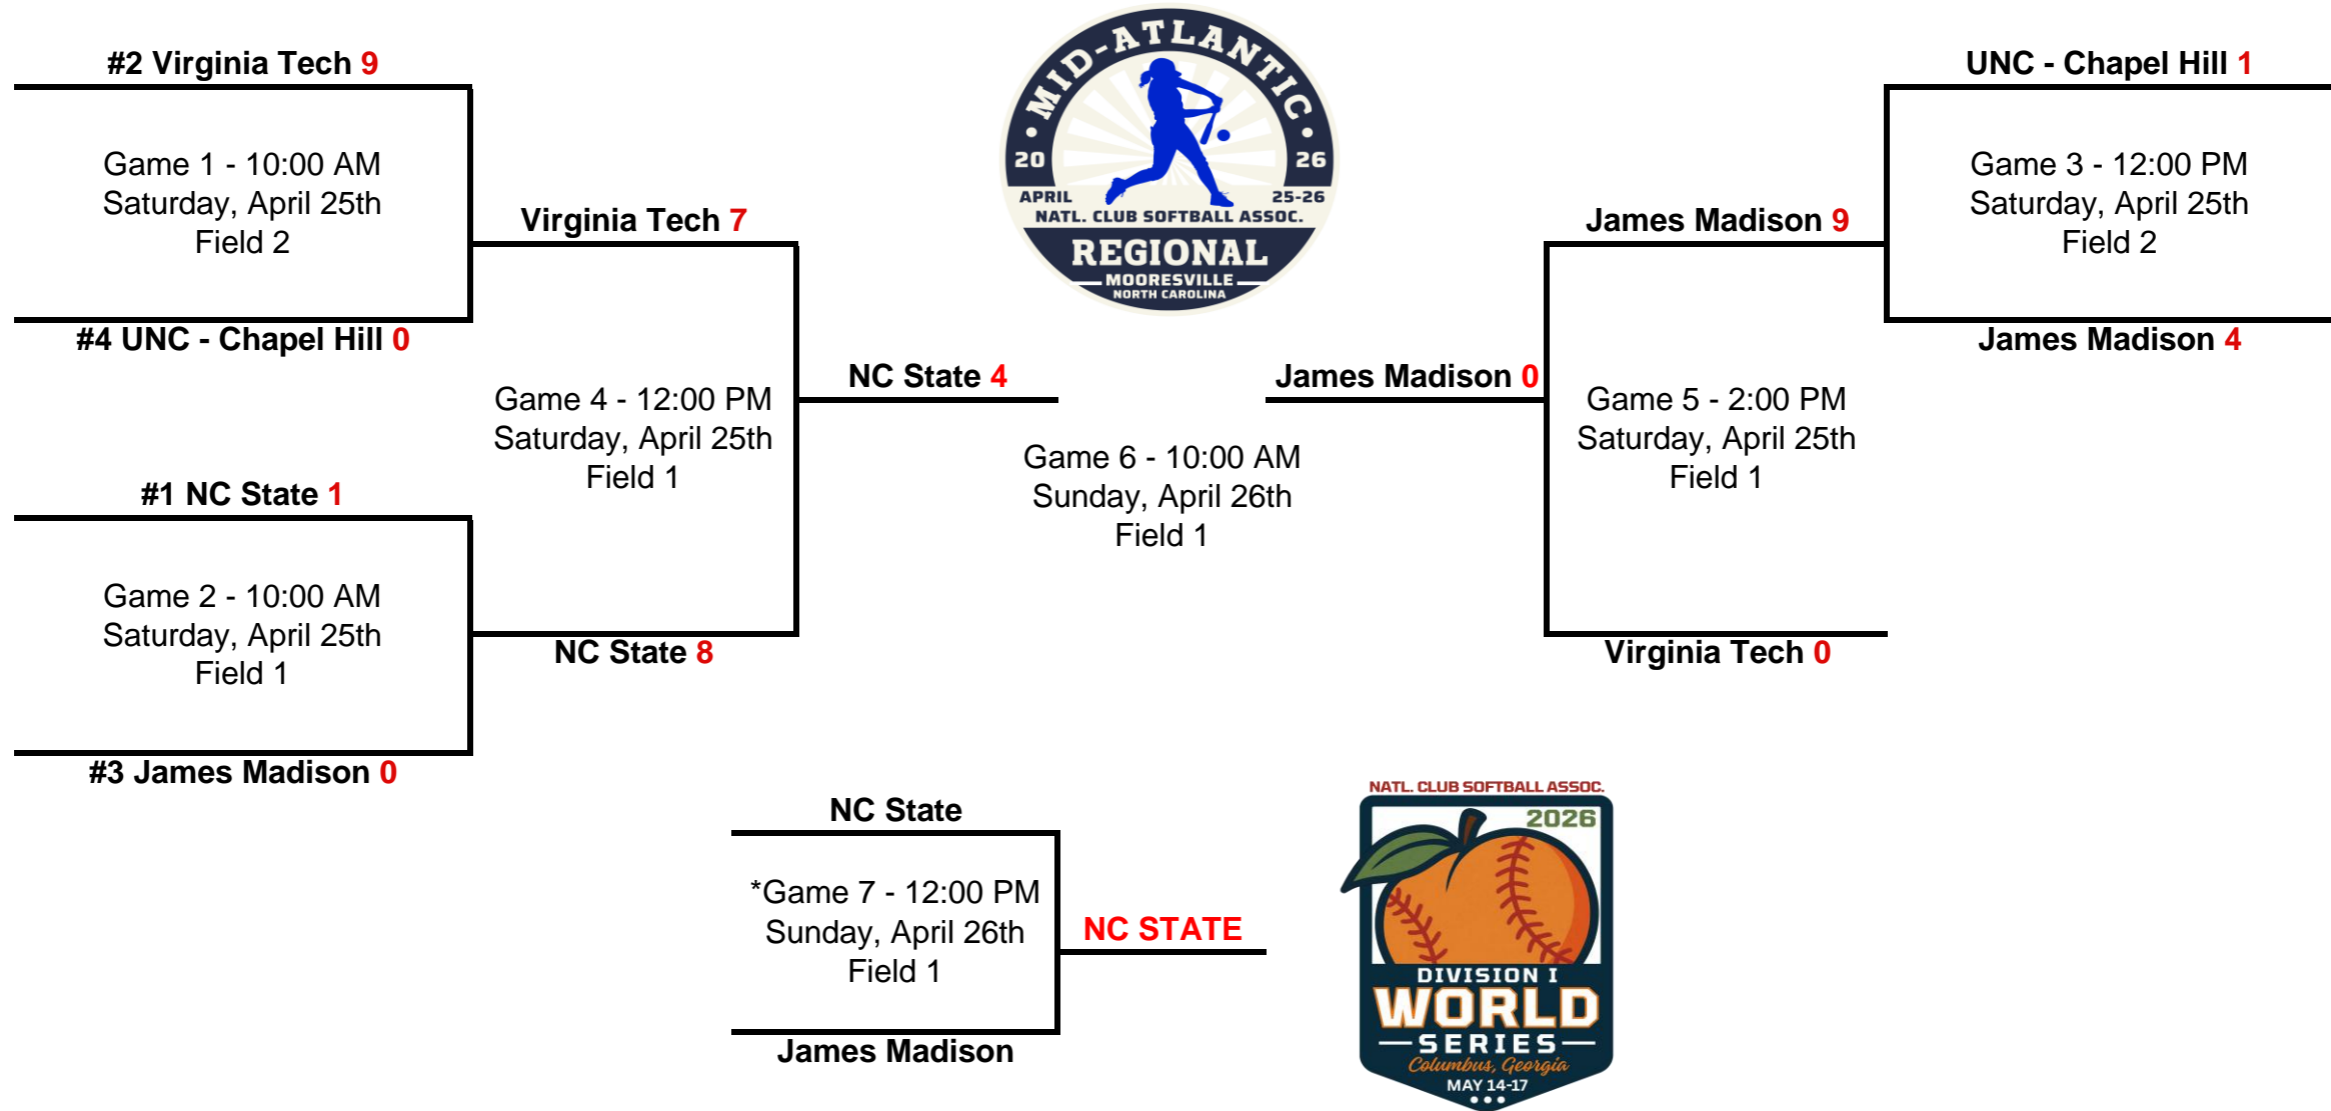 #2 Virginia Tech 9
Game 1 - 10:00 AM
Saturday, April 25th
Field 2
#4 UNC - Chapel Hill 0
Virginia Tech 7
Game 4 - 12:00 PM
Saturday, April 25th
Field 1
NC State 8
#1 NC State 1
Game 2 - 10:00 AM
Saturday, April 25th
Field 1
#3 James Madison 0
NC State 4
MID-ATLANTIC
20 26
APRIL 25-26
NATL. CLUB SOFTBALL ASSOC.
REGIONAL
MOORESVILLE
NORTH CAROLINA
Game 6 - 10:00 AM
Sunday, April 26th
Field 1
James Madison 0
James Madison 9
Game 5 - 2:00 PM
Saturday, April 25th
Field 1
Virginia Tech 0
UNC - Chapel Hill 1
Game 3 - 12:00 PM
Saturday, April 25th
Field 2
James Madison 4
NC State
*Game 7 - 12:00 PM
Sunday, April 26th
Field 1
James Madison
NC STATE
NATL. CLUB SOFTBALL ASSOC.
2026
DIVISION I
WORLD
SERIES
Columbus, Georgia
MAY 14-17